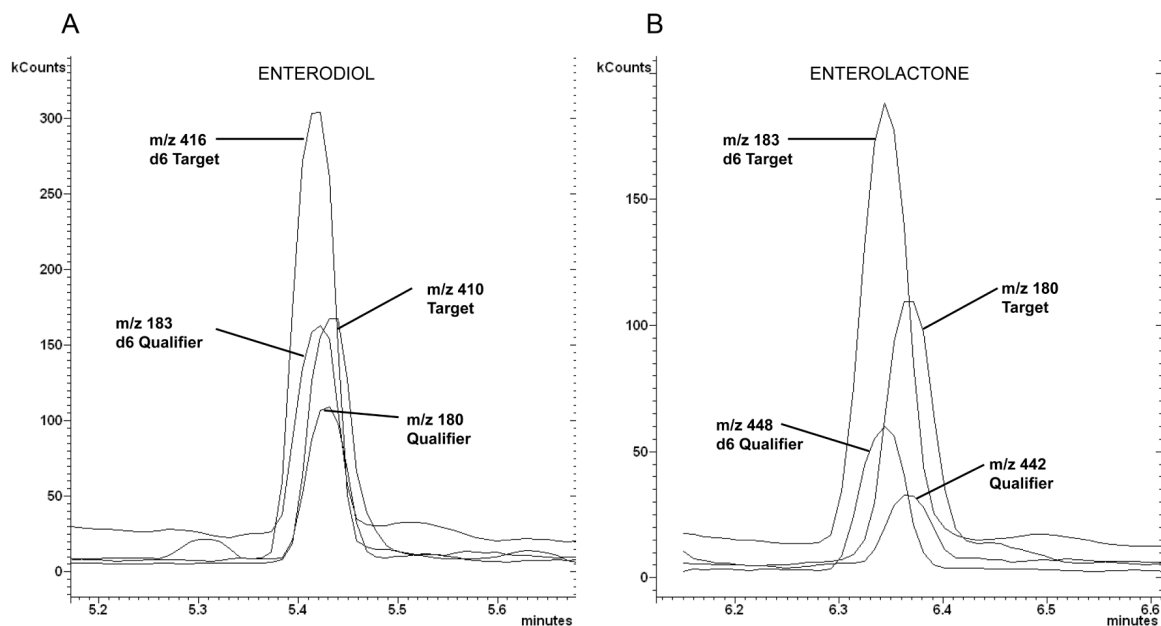 A
kCounts
ENTERODIOL
300
250
200
150
100
50
0
m/z 416
d6 Target
m/z 410
Target
m/z 183
d6 Qualifier
m/z 180
Qualifier
5.2
5.3
5.4
5.5
5.6
minutes
B
kCounts
ENTEROLACTONE
150
100
50
0
m/z 183
d6 Target
m/z 180
Target
m/z 448
d6 Qualifier
m/z 442
Qualifier
6.2
6.3
6.4
6.5
6.6
minutes